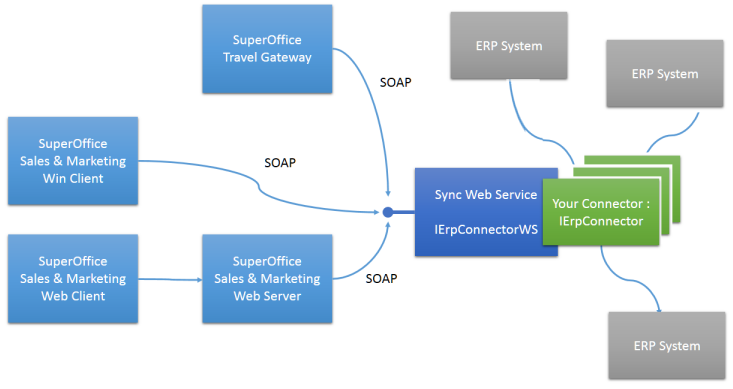 SuperOffice
Travel Gateway
ERP System
ERP System
SOAP
SuperOffice
Sales & Marketing
Win Client
SOAP
Sync Web Service
IErpConnectorWS
Your Connector :
IErpConnector
SuperOffice
Sales & Marketing
Web Client
SuperOffice
Sales & Marketing
Web Server
SOAP
ERP System